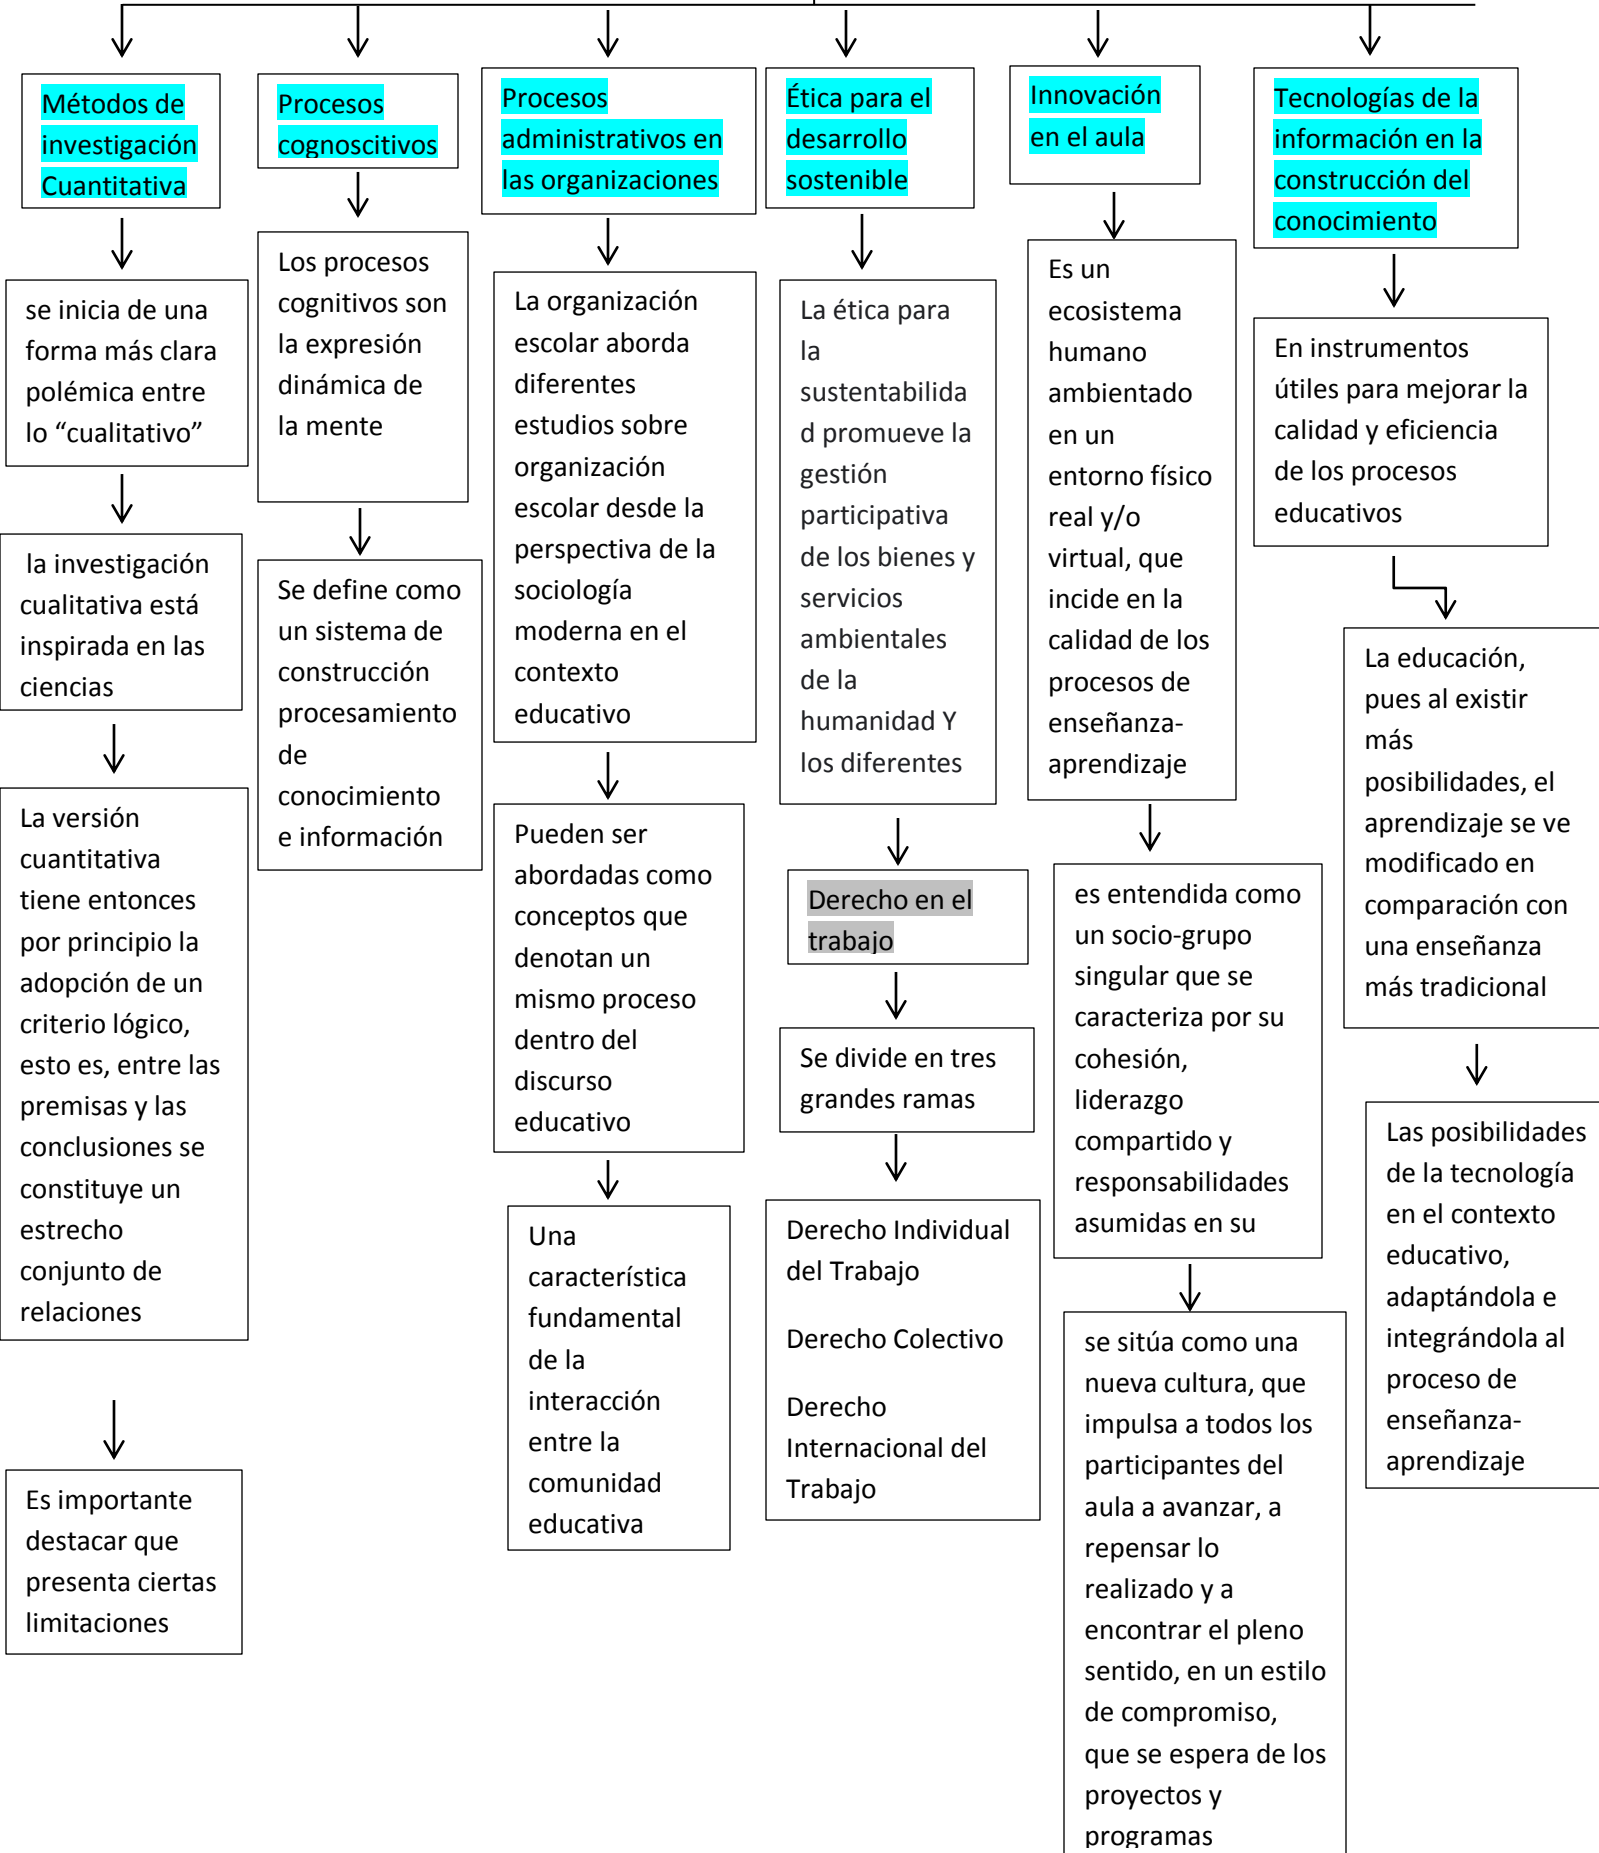 Métodos de
investigación
Cuantitativa
se inicia de una
forma más clara
polémica entre
lo “cualitativo”
la investigación
cualitativa está
inspirada en las
ciencias
La versión
cuantitativa
tiene entonces
por principio la
adopción de un
criterio lógico,
esto es, entre las
premisas y las
conclusiones se
constituye un
estrecho
conjunto de
relaciones
Es importante
destacar que
presenta ciertas
limitaciones
Procesos
cognoscitivos
Los procesos
cognitivos son
la expresión
dinámica de
la mente
Se define como
un sistema de
construcción
procesamiento
de
conocimiento
e información
Procesos
administrativos en
las organizaciones
La organización
escolar aborda
diferentes
estudios sobre
organización
escolar desde la
perspectiva de la
sociología
moderna en el
contexto
educativo
Pueden ser
abordadas como
conceptos que
denotan un
mismo proceso
dentro del
discurso
educativo
Una
característica
fundamental
de la
interacción
entre la
comunidad
educativa
Ética para el
desarrollo
sostenible
La ética para
la
sustentabilida
d promueve la
gestión
participativa
de los bienes y
servicios
ambientales
de la
humanidad Y
los diferentes
Derecho en el
trabajo
Se divide en tres
grandes ramas
Derecho Individual
del Trabajo
Derecho Colectivo
Derecho
Internacional del
Trabajo
Innovación
en el aula
Es un
ecosistema
humano
ambientado
en un
entorno físico
real y/o
virtual, que
incide en la
calidad de los
procesos de
enseñanza-
aprendizaje
es entendida como
un socio-grupo
singular que se
caracteriza por su
cohesión,
liderazgo
compartido y
responsabilidades
asumidas en su
se sitúa como una
nueva cultura, que
impulsa a todos los
participantes del
aula a avanzar, a
repensar lo
realizado y a
encontrar el pleno
sentido, en un estilo
de compromiso,
que se espera de los
proyectos y
programas
Tecnologías de la
información en la
construcción del
conocimiento
En instrumentos
útiles para mejorar la
calidad y eficiencia
de los procesos
educativos
La educación,
pues al existir
más
posibilidades, el
aprendizaje se ve
modificado en
comparación con
una enseñanza
más tradicional
Las posibilidades
de la tecnología
en el contexto
educativo,
adaptándola e
integrándola al
proceso de
enseñanza-
aprendizaje